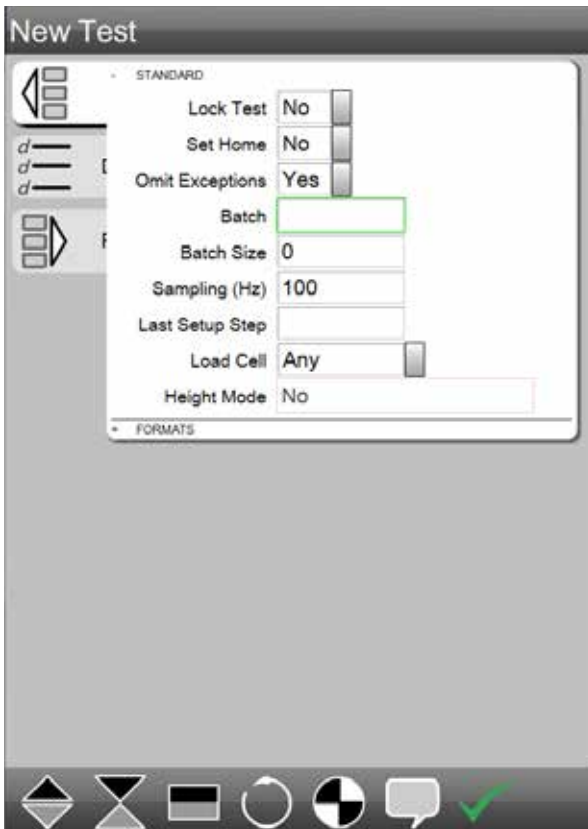 New Test
- STANDARD
Lock Test No
Set Home No
Omit Exceptions Yes
Batch
Batch Size 0
Sampling (Hz) 100
Last Setup Step
Load Cell Any
Height Mode No
+ FORMATS
d
d
d